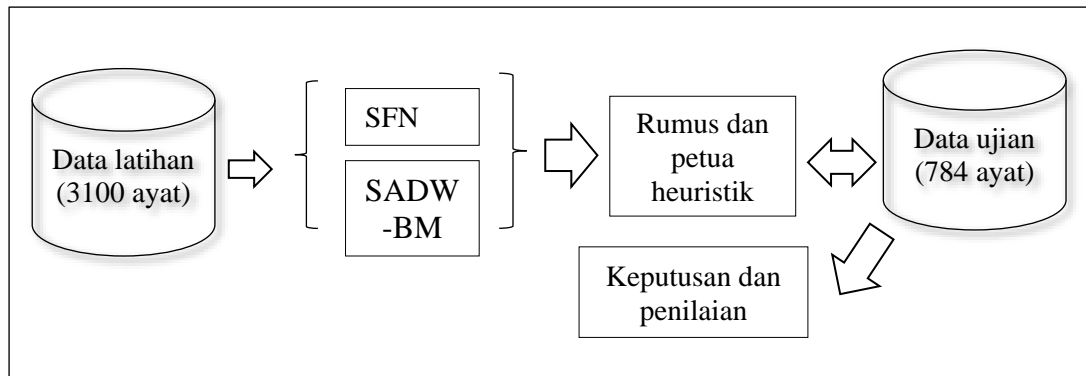 Data latihan
(3100 ayat)
SFN
SADW
-BM
Rumus dan
petua
heuristik
Data ujian
(784 ayat)
Keputusan dan
penilaian